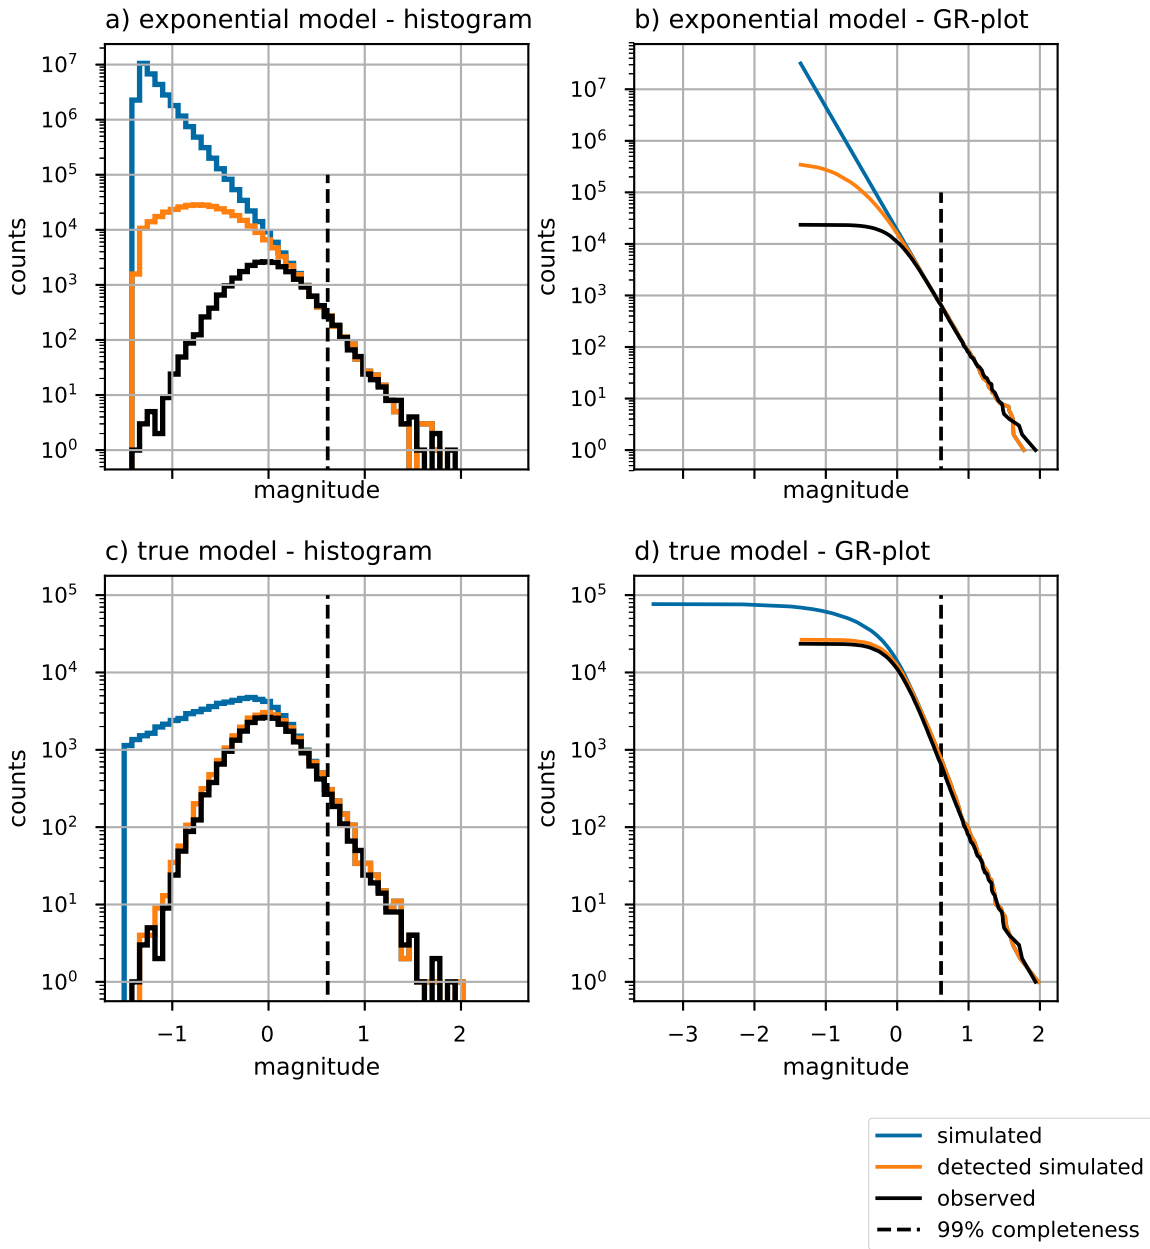 a) exponential model - histogram
b) exponential model - GR-plot
10^7
10^6
10^5
10^4
10^3
10^2
10^1
10^0
counts
magnitude
10^7
10^6
10^5
10^4
10^3
10^2
10^1
10^0
counts
magnitude
c) true model - histogram
d) true model - GR-plot
10^5
10^4
10^3
10^2
10^1
10^0
counts
−1 0 1 2
magnitude
10^5
10^4
10^3
10^2
10^1
10^0
counts
−3 −2 −1 0 1 2
magnitude
simulated
detected simulated
observed
99% completeness